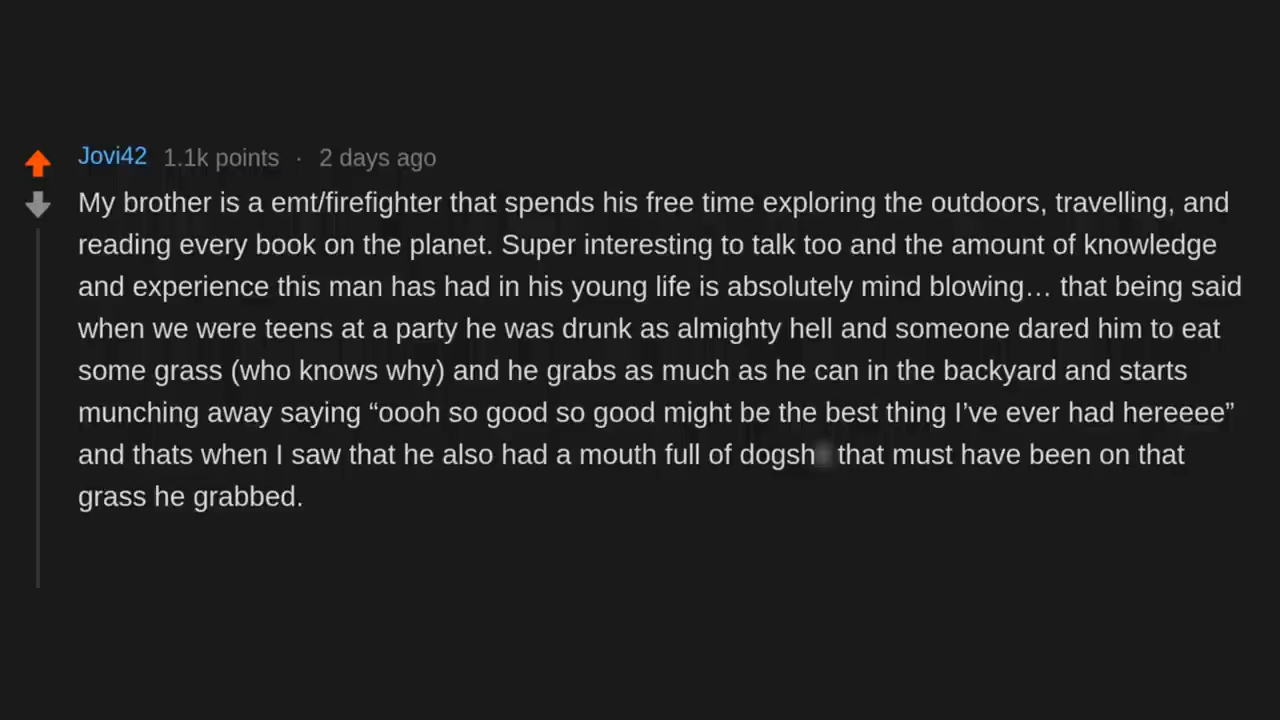 Jovi42 1.1k points · 2 days ago
My brother is a emt/firefighter that spends his free time exploring the outdoors, travelling, and
reading every book on the planet. Super interesting to talk too and the amount of knowledge
and experience this man has had in his young life is absolutely mind blowing… that being said
when we were teens at a party he was drunk as almighty hell and someone dared him to eat
some grass (who knows why) and he grabs as much as he can in the backyard and starts
munching away saying “oooh so good so good might be the best thing I’ve ever had hereeee”
and thats when I saw that he also had a mouth full of dogsh that must have been on that
grass he grabbed.